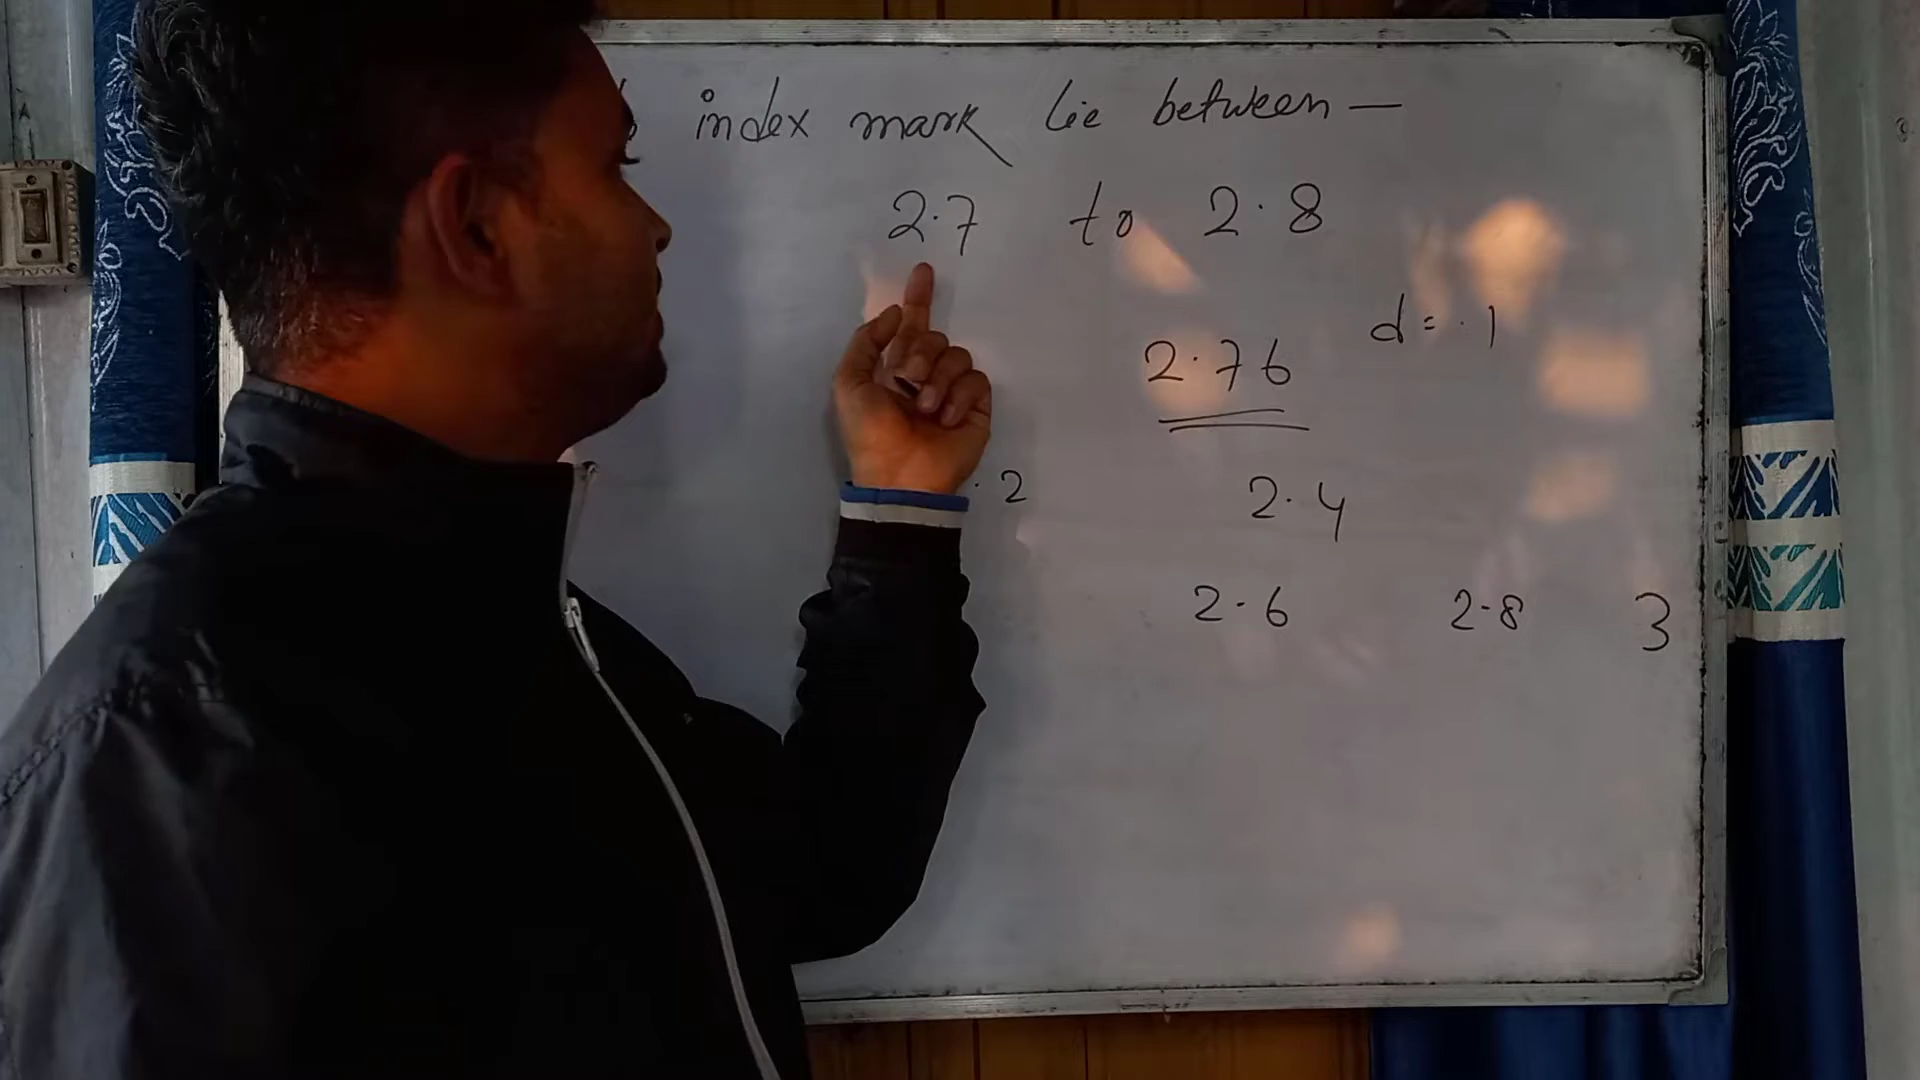 index mark lie between —
2.7 to 2.8
d = .1
2.76
.2 2.4
2.6 2.8 3